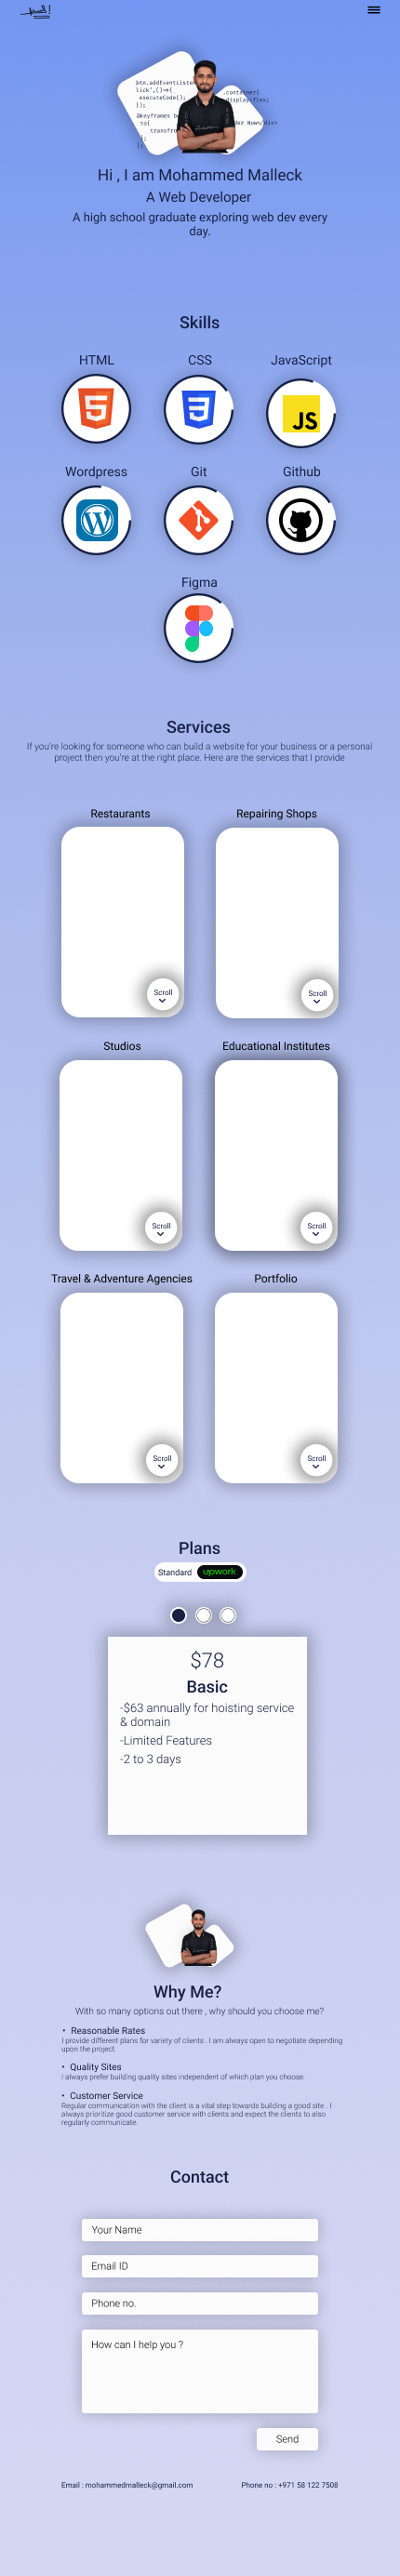 btn.addEventListen
lick',()=>{
executeCode();
});
@keyframes b
to{
transfr
.container{
display:flex;
der Now</div>
Hi , I am Mohammed Malleck
A Web Developer
A high school graduate exploring web dev every
day.
Skills
HTML CSS JavaScript
JS
Wordpress Git Github
Figma
Services
If you're looking for someone who can build a website for your business or a personal
project then you're at the right place. Here are the services that I provide
Restaurants Repairing Shops
Scroll Scroll
Studios Educational Institutes
Scroll Scroll
Travel & Adventure Agencies Portfolio
Scroll Scroll
Plans
Standard upwork
$78
Basic
-$63 annually for hoisting service
& domain
-Limited Features
-2 to 3 days
Why Me?
With so many options out there , why should you choose me?
• Reasonable Rates
I provide different plans for variety of clients . I am always open to negotiate depending
upon the project.
• Quality Sites
I always prefer building quality sites independent of which plan you choose.
• Customer Service
Regular communication with the client is a vital step towards building a good site . I
always prioritize good customer service with clients and expect the clients to also
regularly communicate.
Contact
Your Name
Email ID
Phone no.
How can I help you ?
Send
Email : mohammedmalleck@gmail.com Phone no : +971 58 122 7508